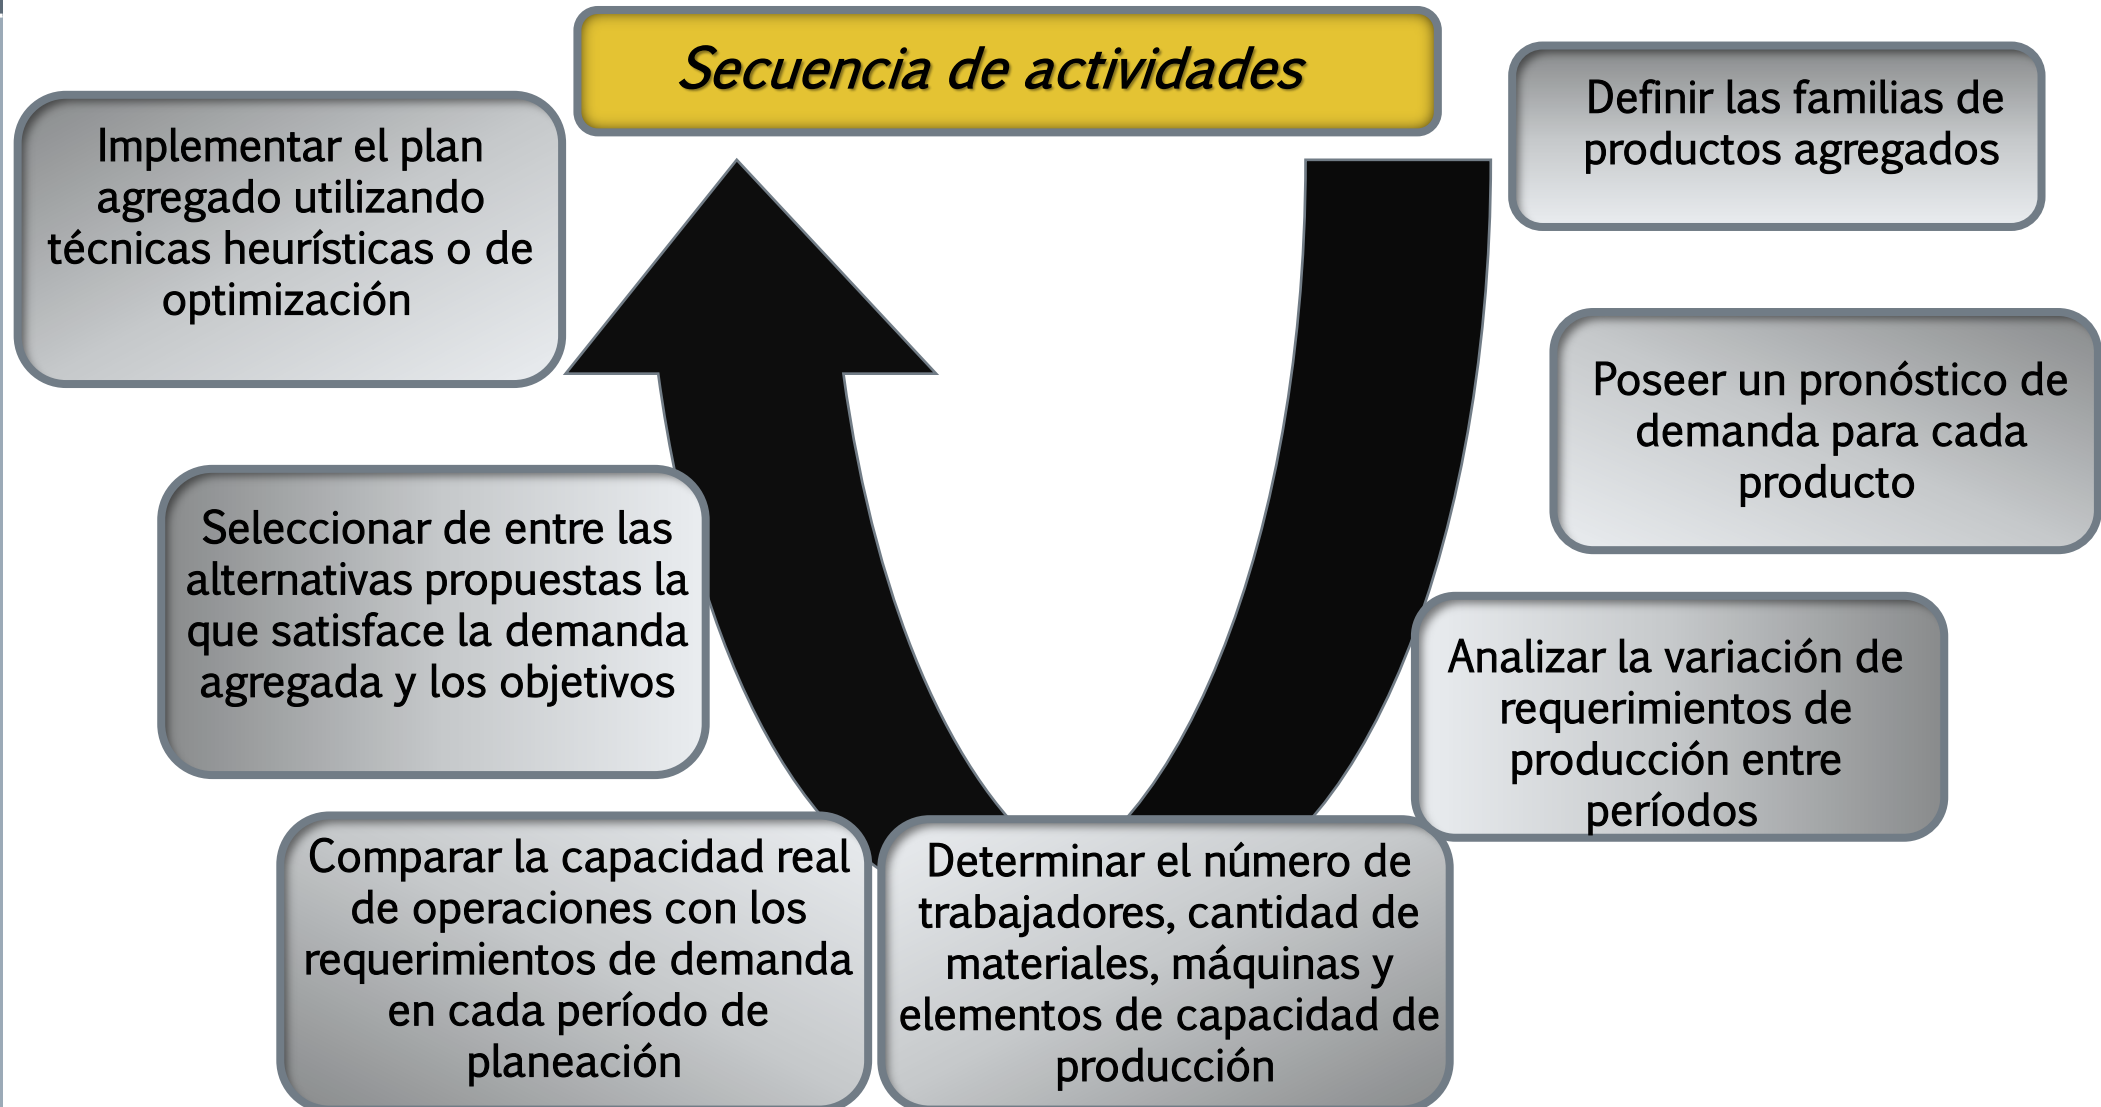 Secuencia de actividades
Definir las familias de
productos agregados
Poseer un pronóstico de
demanda para cada
producto
Analizar la variación de
requerimientos de
producción entre
períodos
Determinar el número de
trabajadores, cantidad de
materiales, máquinas y
elementos de capacidad de
producción
Comparar la capacidad real
de operaciones con los
requerimientos de demanda
en cada período de
planeación
Seleccionar de entre las
alternativas propuestas la
que satisface la demanda
agregada y los objetivos
Implementar el plan
agregado utilizando
técnicas heurísticas o de
optimización